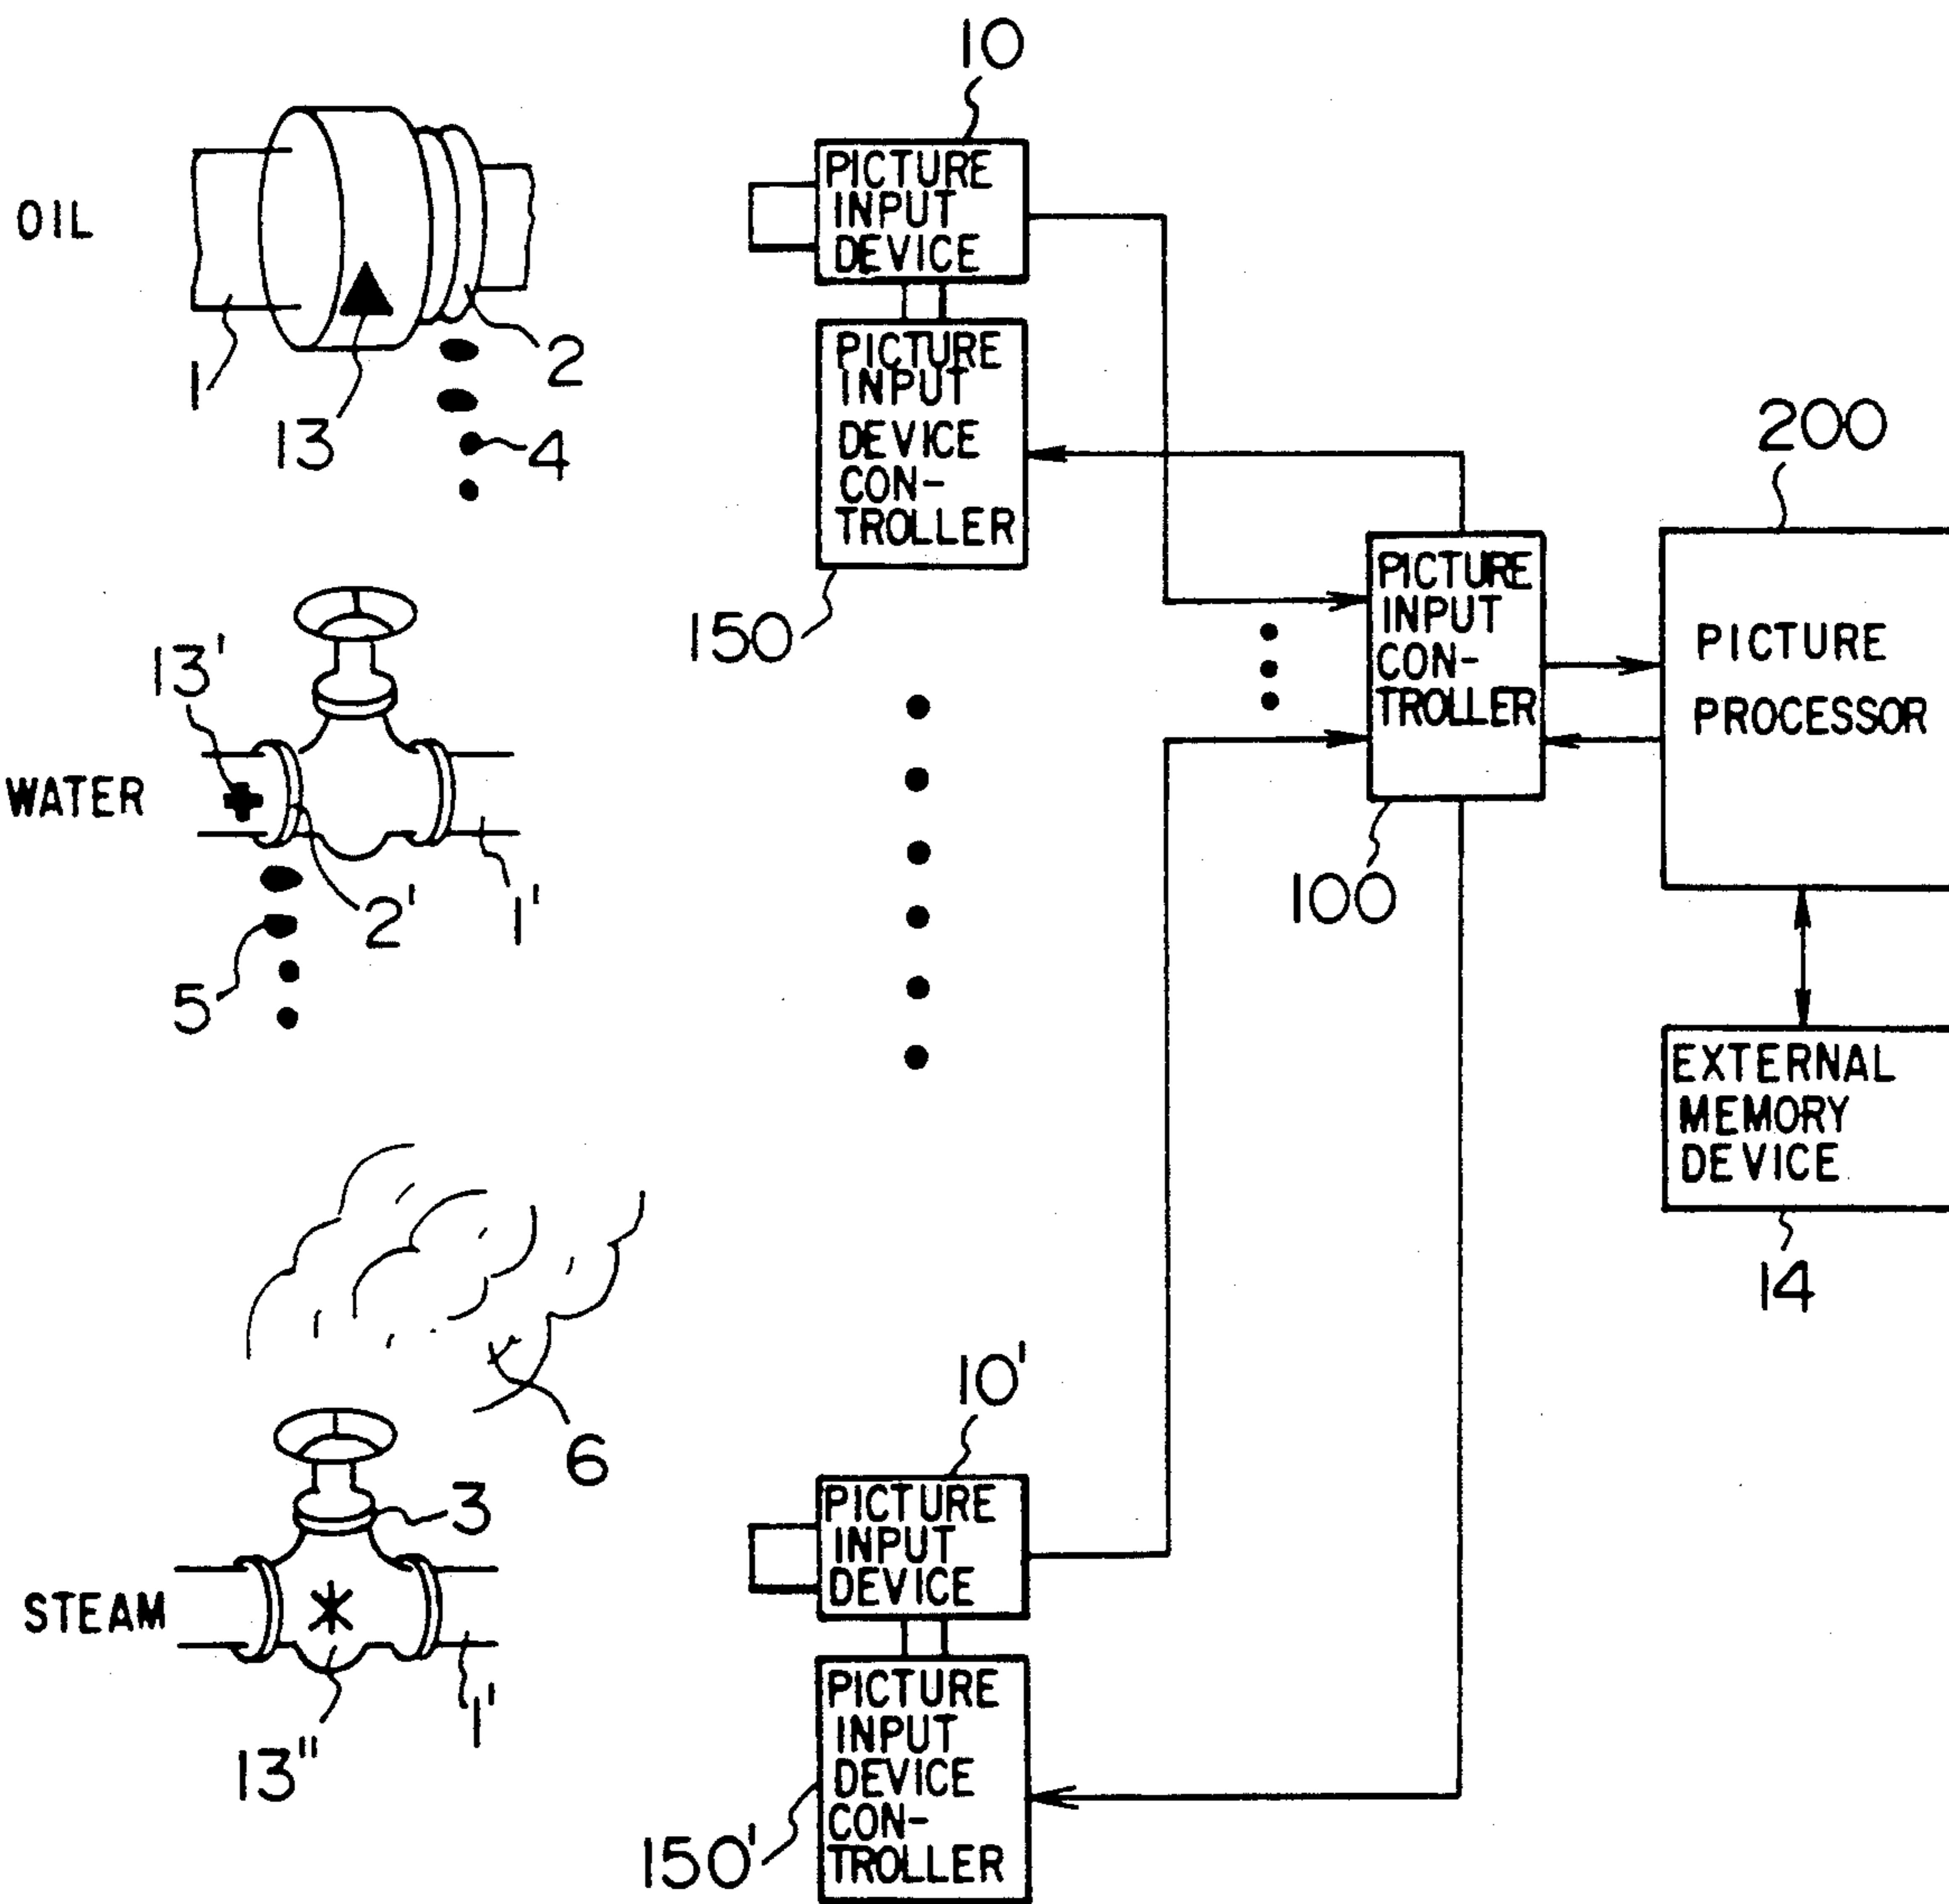 10
PICTURE
INPUT
DEVICE
OIL
PICTURE
INPUT
DEVICE
CON-
TROLLER
1
13
2
4
150
200
PICTURE
INPUT
CON-
TROLLER
PICTURE
PROCESSOR
100
13'
WATER
2'
1'
5
EXTERNAL
MEMORY
DEVICE
14
6
10'
PICTURE
INPUT
DEVICE
3
STEAM
1'
13"
PICTURE
INPUT
DEVICE
CON-
TROLLER
150'